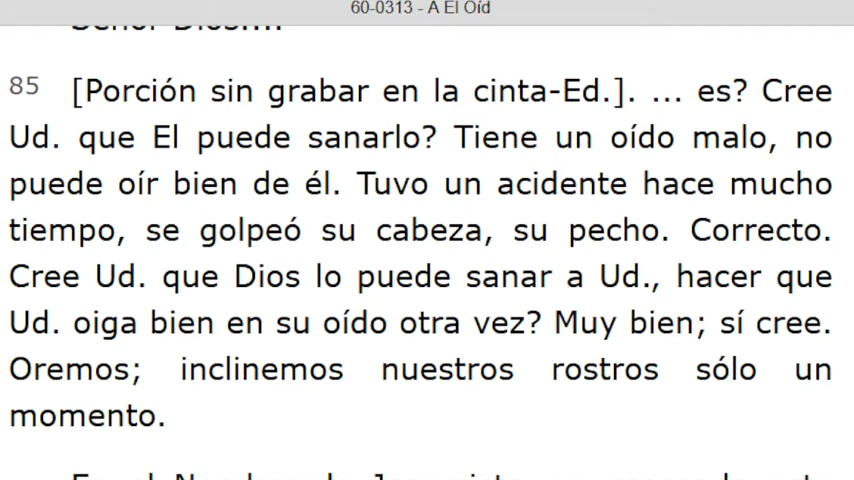 60-0313 - A El Oíd
Señor Dios....
85 [Porción sin grabar en la cinta-Ed.]. ... es? Cree
Ud. que El puede sanarlo? Tiene un oído malo, no
puede oír bien de él. Tuvo un acidente hace mucho
tiempo, se golpeó su cabeza, su pecho. Correcto.
Cree Ud. que Dios lo puede sanar a Ud., hacer que
Ud. oiga bien en su oído otra vez? Muy bien; sí cree.
Oremos; inclinemos nuestros rostros sólo un
momento.